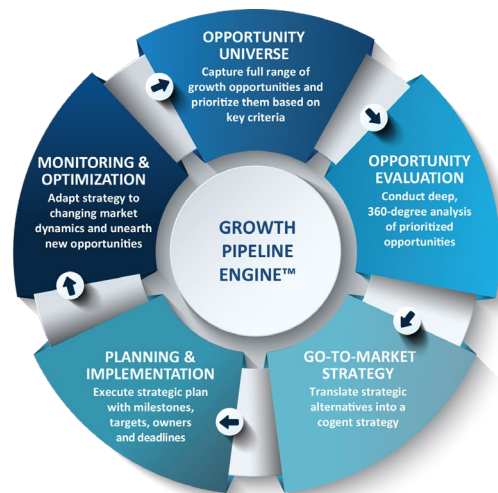 OPPORTUNITY
UNIVERSE
Capture full range of
growth opportunities and
prioritize them based on
key criteria
OPPORTUNITY
EVALUATION
Conduct deep,
360-degree analysis
of prioritized
opportunities
GO-TO-MARKET
STRATEGY
Translate strategic
alternatives into a
cogent strategy
PLANNING &
IMPLEMENTATION
Execute strategic plan
with milestones,
targets, owners
and deadlines
MONITORING &
OPTIMIZATION
Adapt strategy to
changing market
dynamics and unearth
new opportunities
GROWTH
PIPELINE
ENGINE™